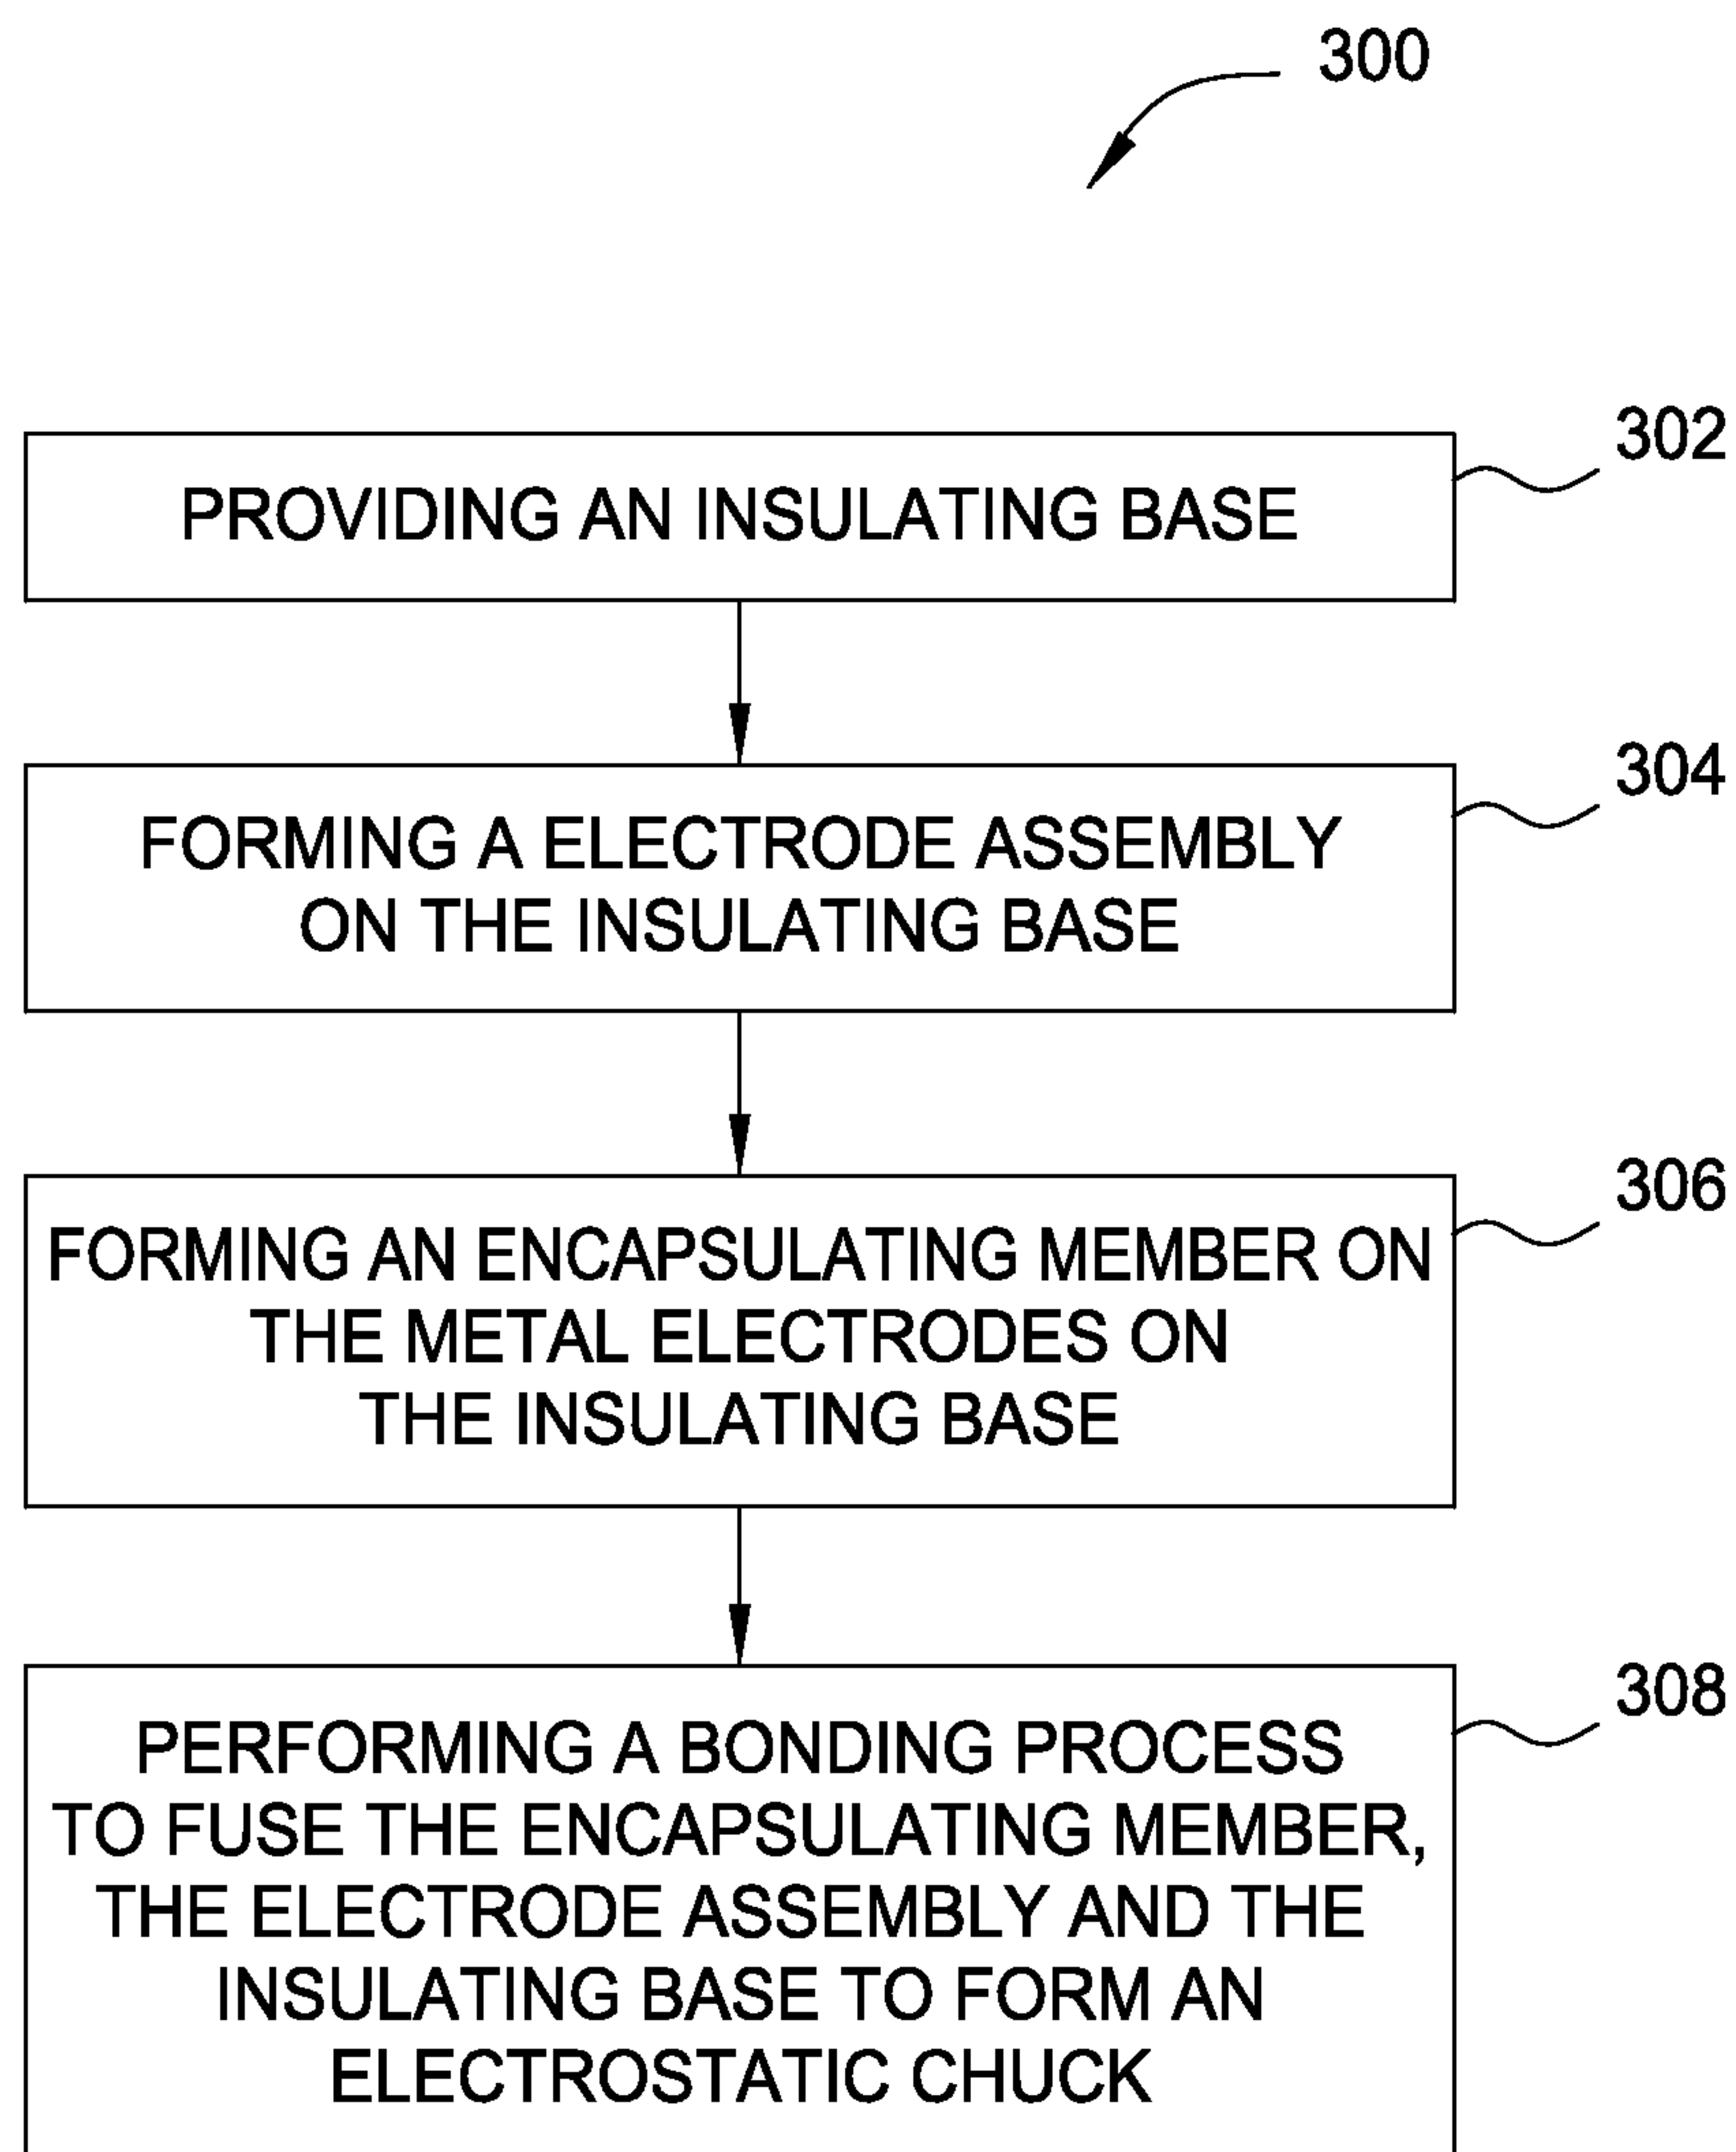 300
302
PROVIDING AN INSULATING BASE
304
FORMING A ELECTRODE ASSEMBLY
ON THE INSULATING BASE
306
FORMING AN ENCAPSULATING MEMBER ON
THE METAL ELECTRODES ON
THE INSULATING BASE
308
PERFORMING A BONDING PROCESS
TO FUSE THE ENCAPSULATING MEMBER,
THE ELECTRODE ASSEMBLY AND THE
INSULATING BASE TO FORM AN
ELECTROSTATIC CHUCK